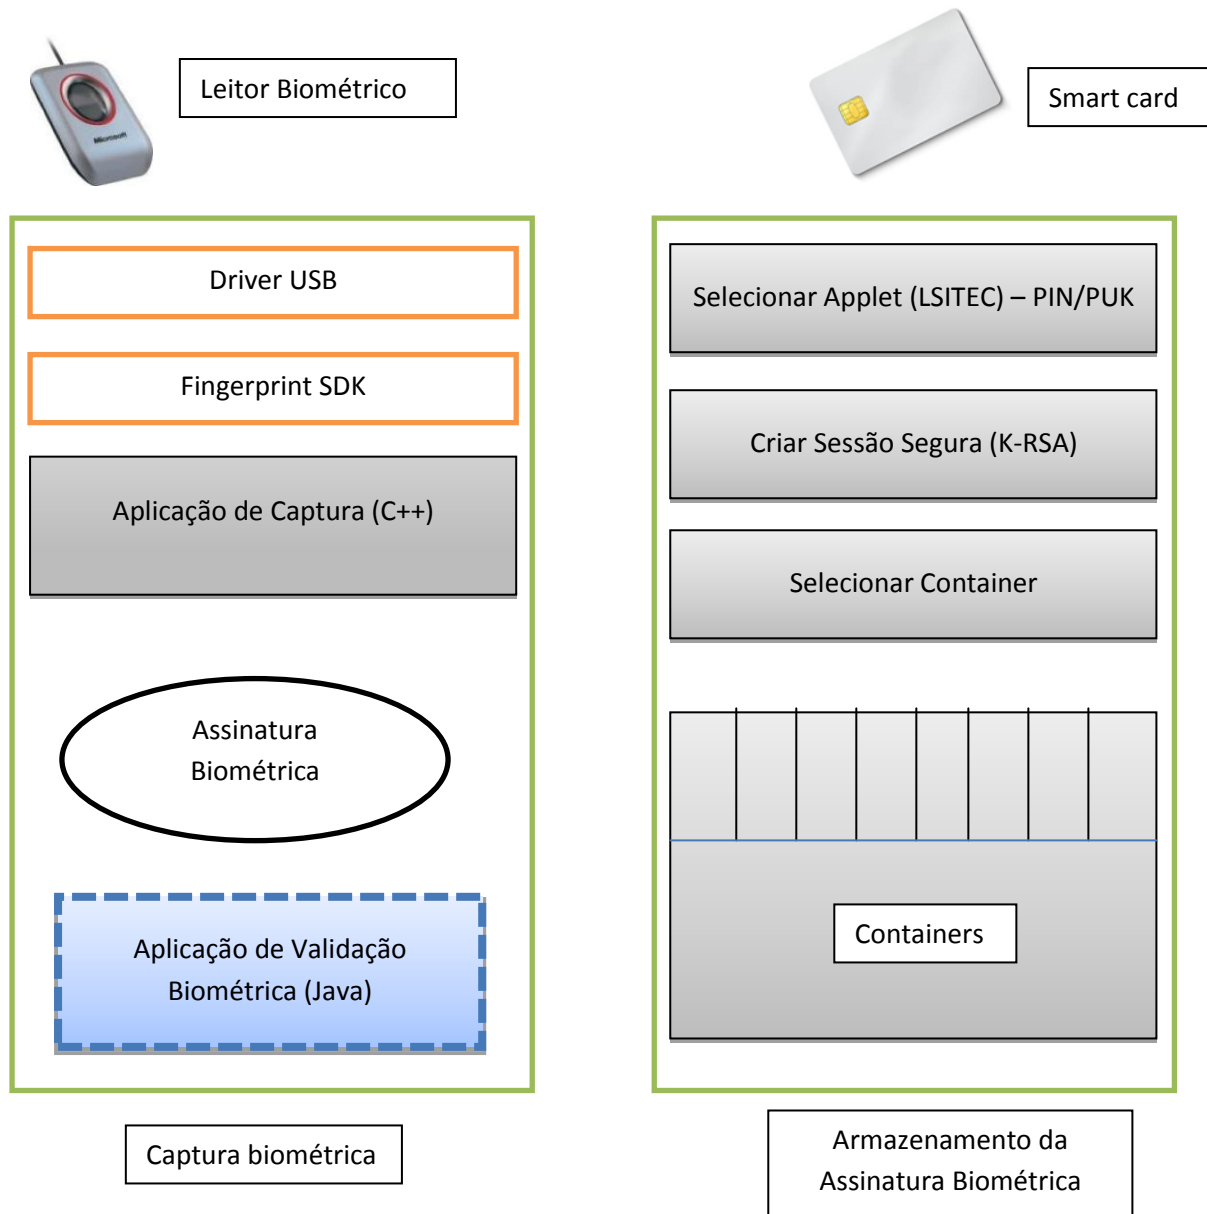 Leitor Biométrico
Microsoft
Driver USB
Fingerprint SDK
Aplicação de Captura (C++)
Assinatura
Biométrica
Aplicação de Validação
Biométrica (Java)
Captura biométrica
Smart card
Selecionar Applet (LSITEC) – PIN/PUK
Criar Sessão Segura (K-RSA)
Selecionar Container
Containers
Armazenamento da
Assinatura Biométrica